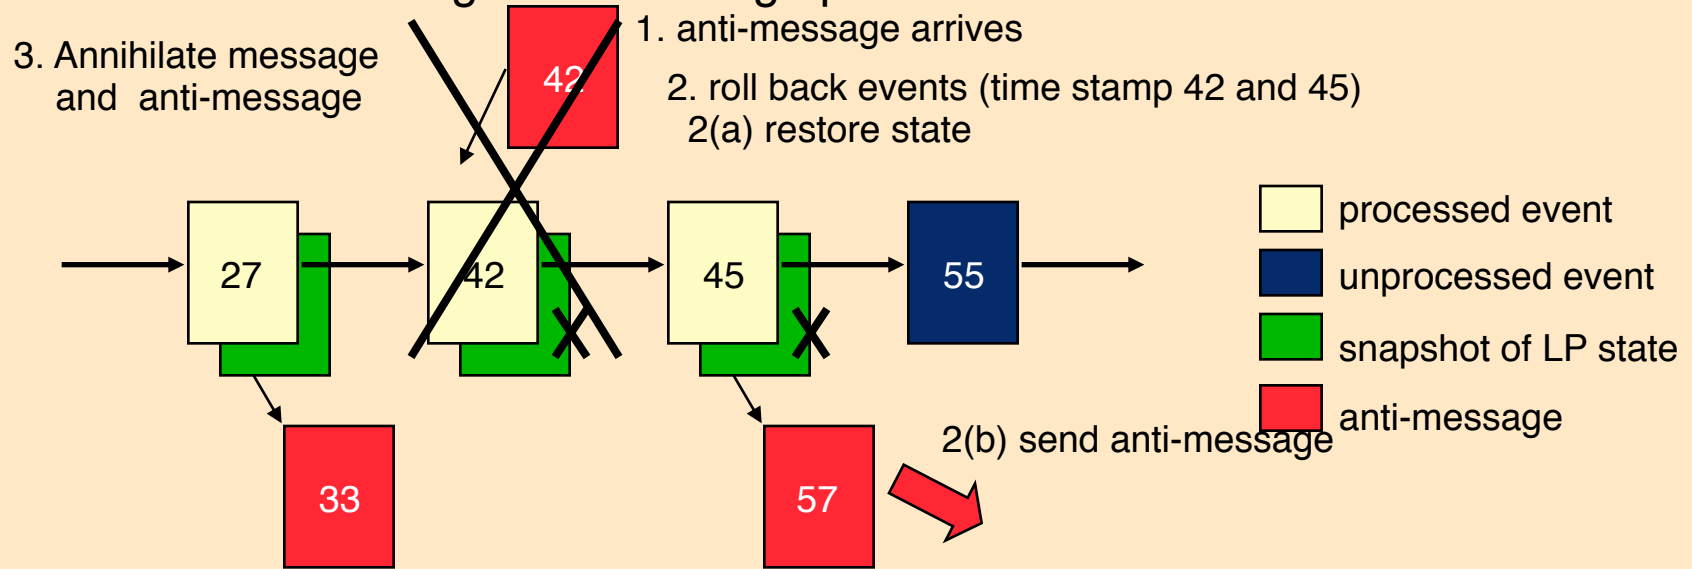 1. anti-message arrives
3. Annihilate message
and anti-message
42
2. roll back events (time stamp 42 and 45)
2(a) restore state
27
42
45
55
processed event
unprocessed event
snapshot of LP state
anti-message
2(b) send anti-message
33
57